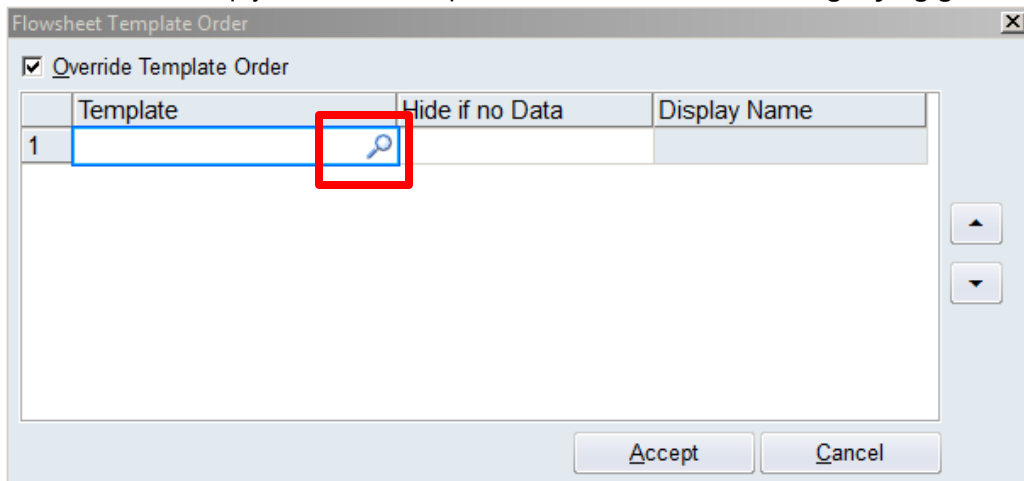 Flowsheet Template Order
Override Template Order
Template Hide if no Data Display Name
1
Accept Cancel